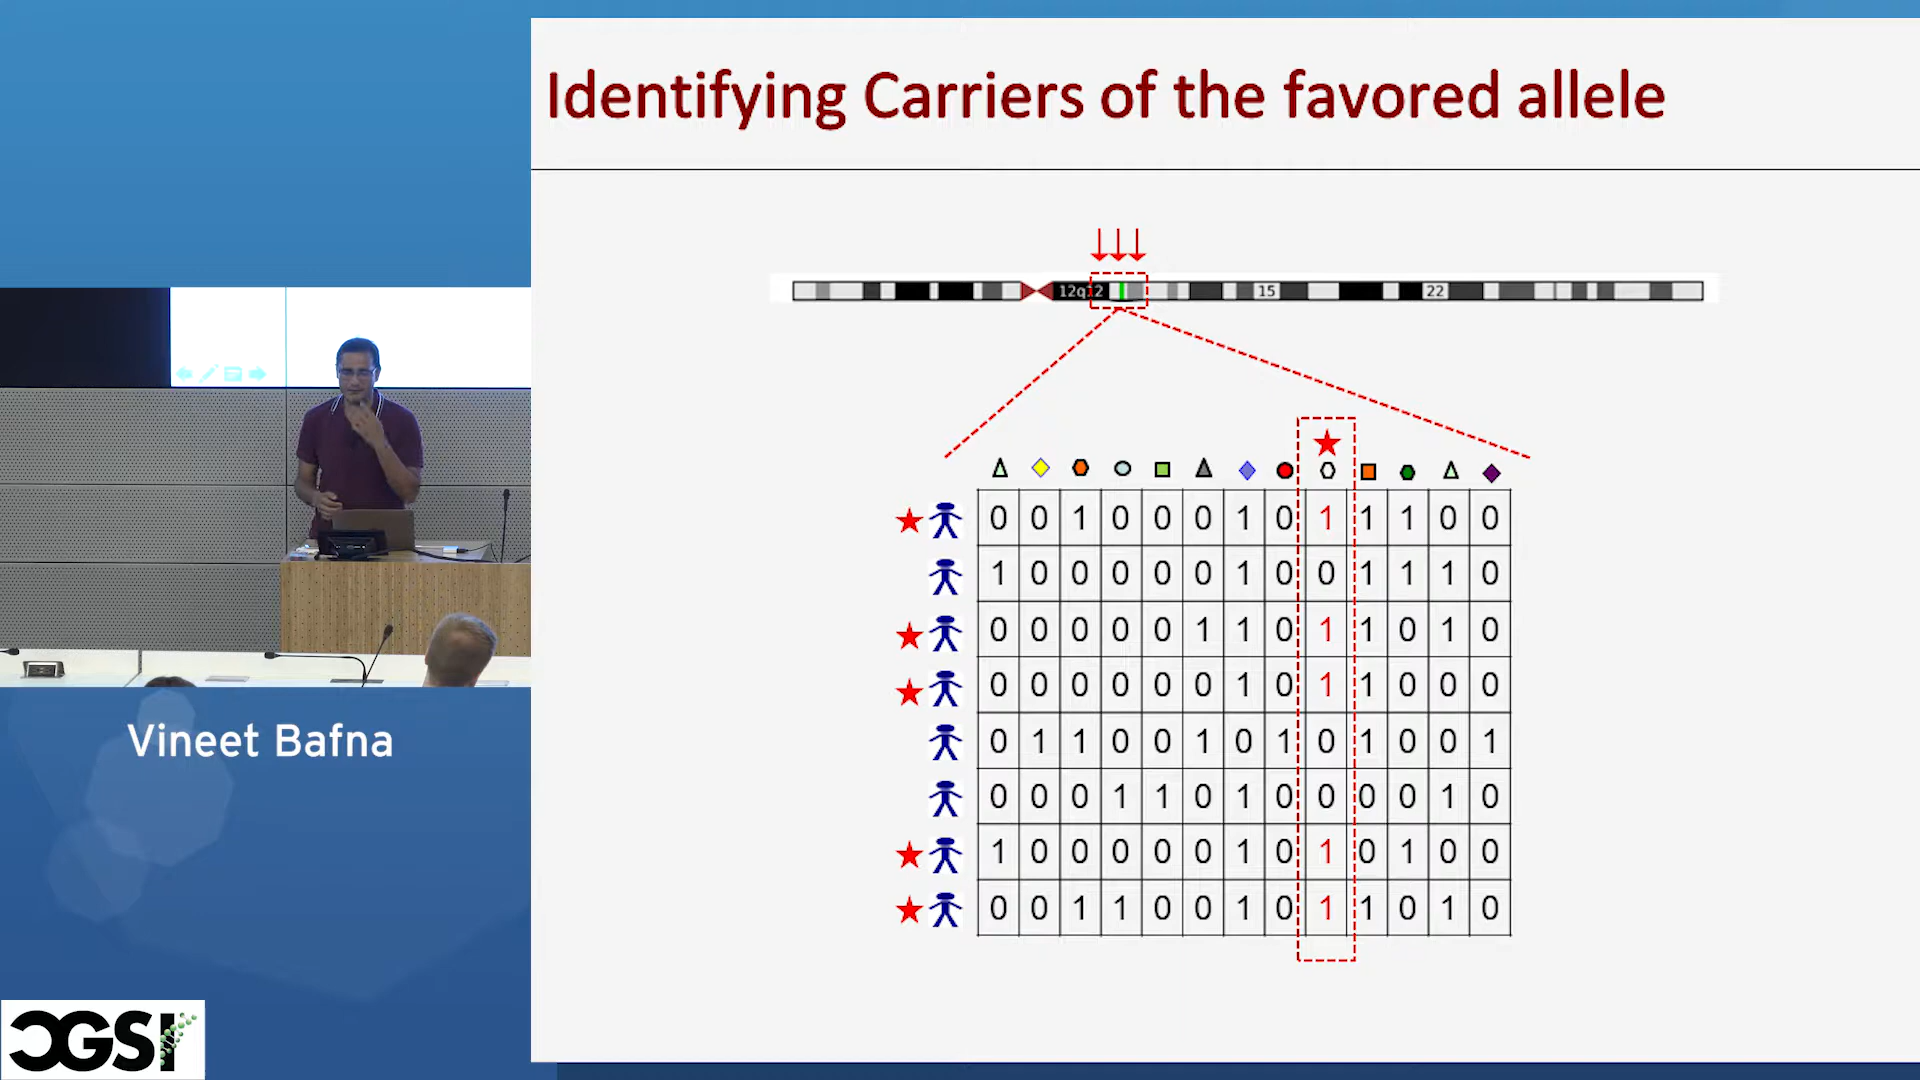 Identifying Carriers of the favored allele
12q12 15 22
0 0 1 0 0 0 1 0 1 1 1 0 0
1 0 0 0 0 0 1 0 0 1 1 1 0
0 0 0 0 0 1 1 0 1 1 0 1 0
0 0 0 0 0 0 1 0 1 1 0 0 0
0 1 1 0 0 1 0 1 0 1 0 0 1
0 0 0 1 1 0 1 0 0 0 0 1 0
1 0 0 0 0 0 1 0 1 0 1 0 0
0 0 1 1 0 0 1 0 1 1 0 1 0
Vineet Bafna
CGSI